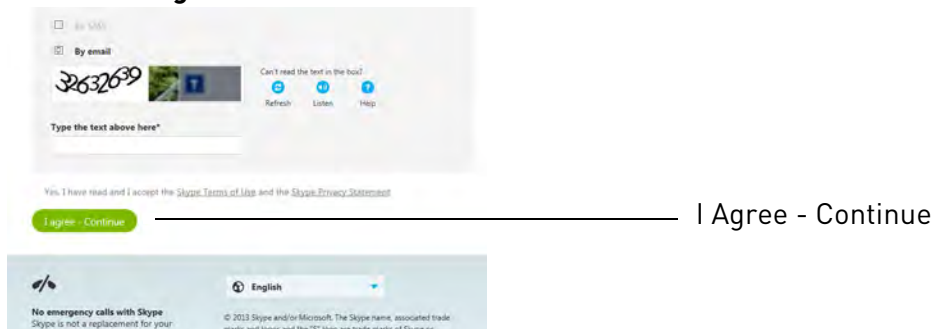 By SMS
By email
32632639
T
Can't read the text in the box?
Refresh Listen Help
Type the text above here*
Yes, I have read and I accept the Skype Terms of Use and the Skype Privacy Statement
I agree - Continue
I Agree - Continue
English
No emergency calls with Skype
Skype is not a replacement for your
© 2013 Skype and/or Microsoft. The Skype name, associated trade